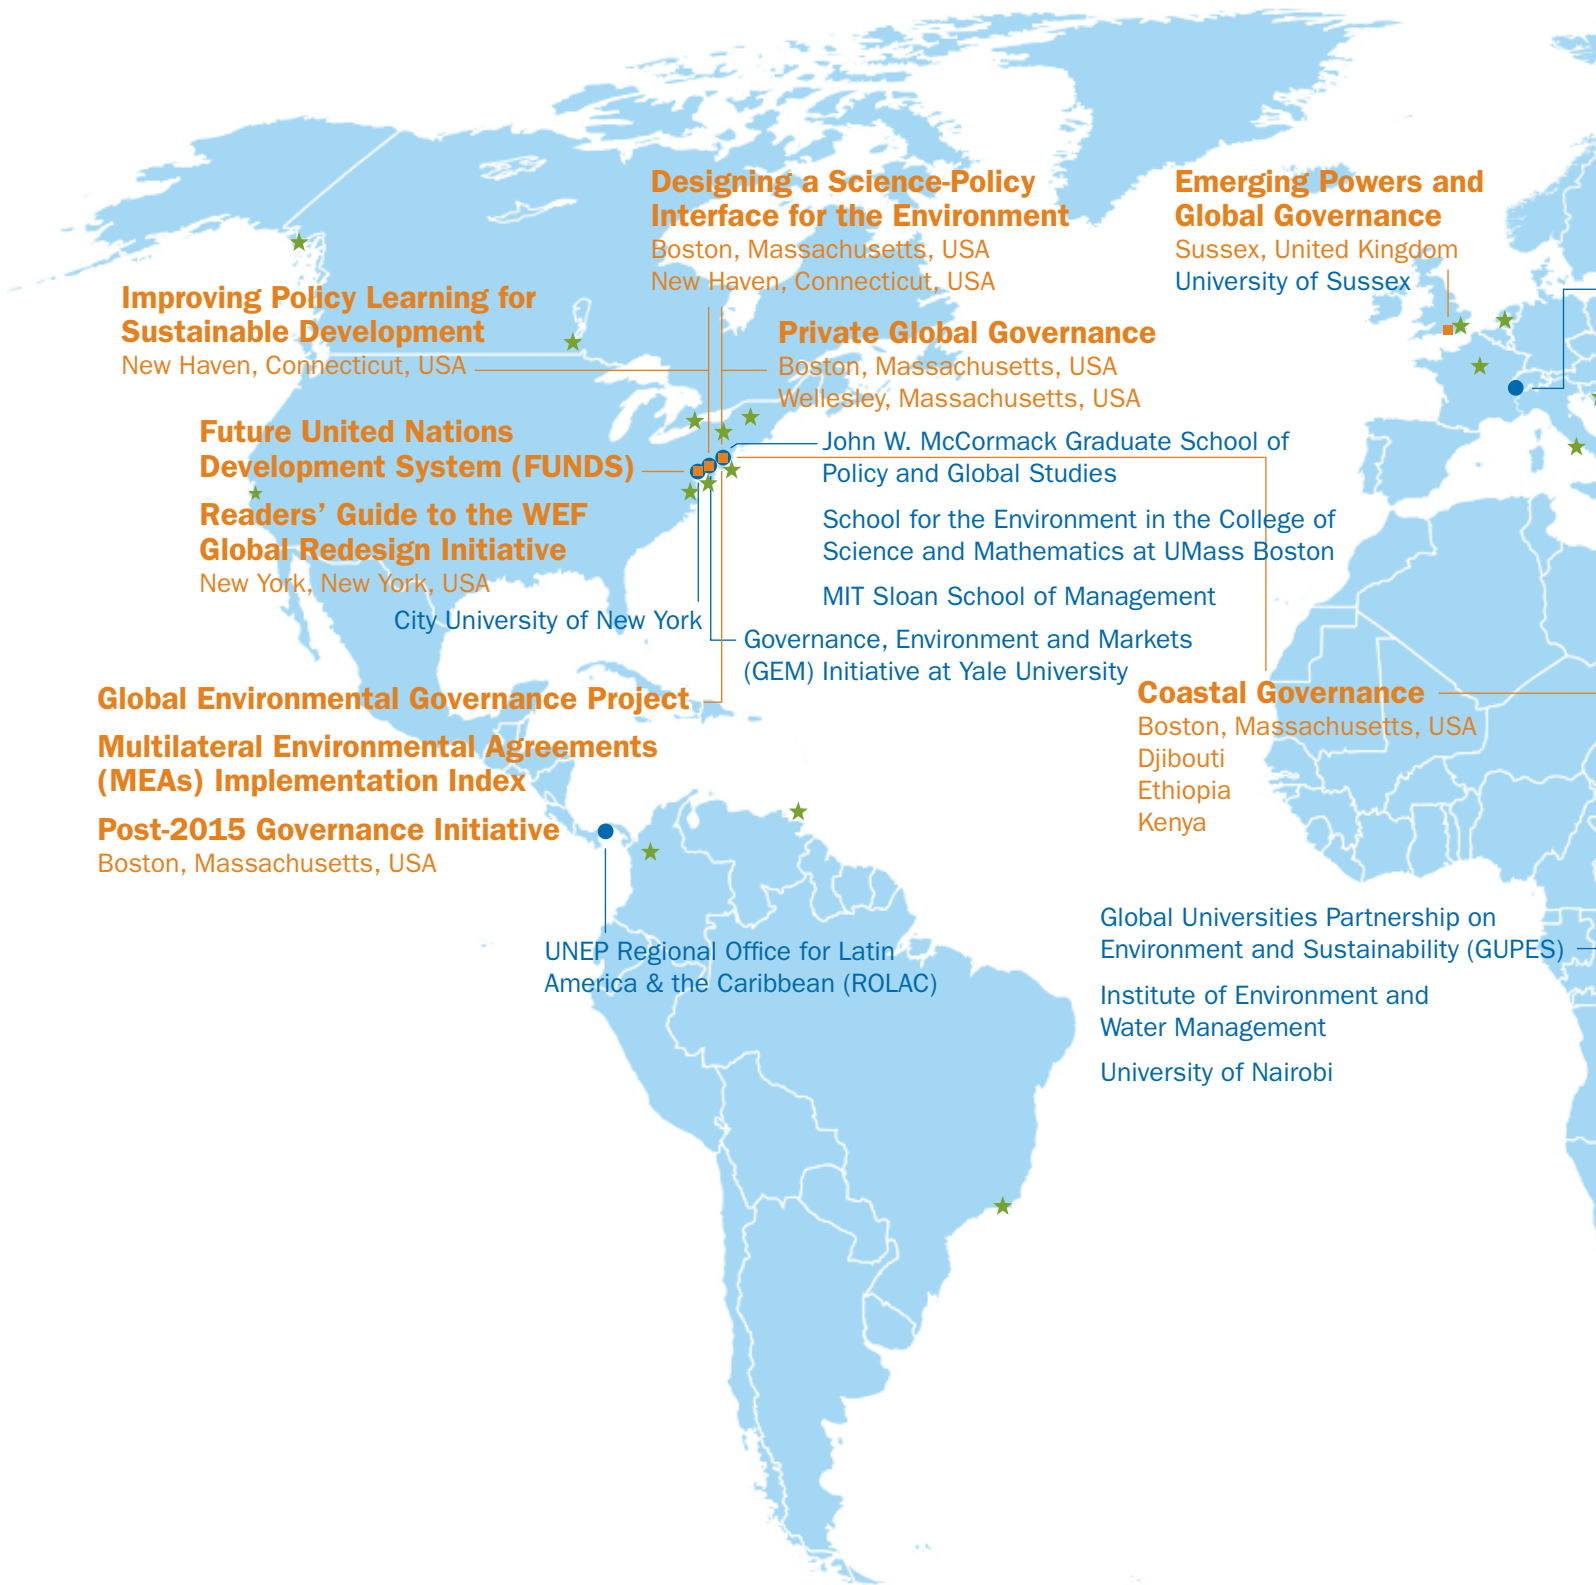 Designing a Science-Policy
Interface for the Environment
Boston, Massachusetts, USA
New Haven, Connecticut, USA
Emerging Powers and
Global Governance
Sussex, United Kingdom
University of Sussex
Improving Policy Learning for
Sustainable Development
New Haven, Connecticut, USA
Private Global Governance
Boston, Massachusetts, USA
Wellesley, Massachusetts, USA
Future United Nations
Development System (FUNDS)
Readers’ Guide to the WEF
Global Redesign Initiative
New York, New York, USA
City University of New York
John W. McCormack Graduate School of
Policy and Global Studies
School for the Environment in the College of
Science and Mathematics at UMass Boston
MIT Sloan School of Management
Governance, Environment and Markets
(GEM) Initiative at Yale University
Global Environmental Governance Project
Multilateral Environmental Agreements
(MEAs) Implementation Index
Post-2015 Governance Initiative
Boston, Massachusetts, USA
Coastal Governance
Boston, Massachusetts, USA
Djibouti
Ethiopia
Kenya
UNEP Regional Office for Latin
America & the Caribbean (ROLAC)
Global Universities Partnership on
Environment and Sustainability (GUPES)
Institute of Environment and
Water Management
University of Nairobi